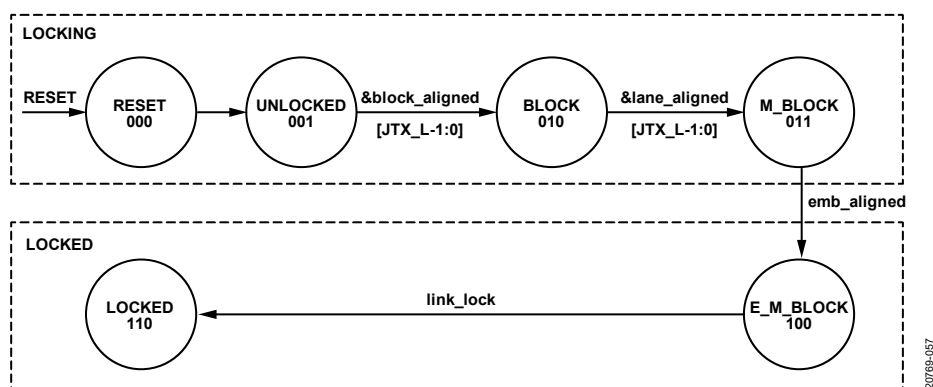 LOCKING
RESET
RESET
000
UNLOCKED
001
&block_aligned
[JTX_L-1:0]
BLOCK
010
&lane_aligned
[JTX_L-1:0]
M_BLOCK
011
emb_aligned
LOCKED
LOCKED
110
link_lock
E_M_BLOCK
100
20769-057